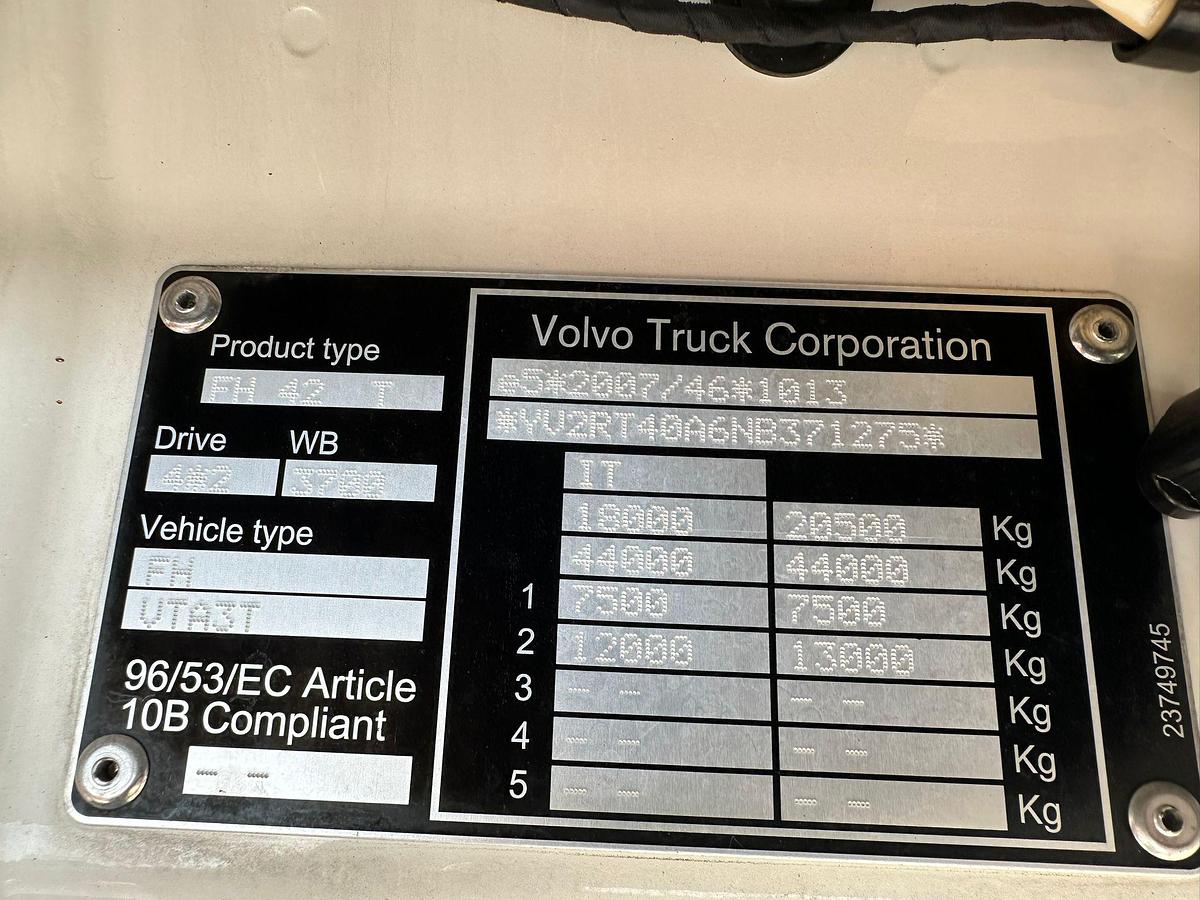 Product type
FH 42 T
Drive WB
4*2 3700
Vehicle type
FH
VTA3T
96/53/EC Article
10B Compliant
-- --
Volvo Truck Corporation
e5*2007/46*1013
*YV2RT40A6NB371275*
IT
18000 20500 Kg
44000 44000 Kg
1 7500 7500 Kg
2 12000 13000 Kg
3 -- -- -- -- Kg
4 -- -- -- -- Kg
5 -- -- -- -- Kg
23749745